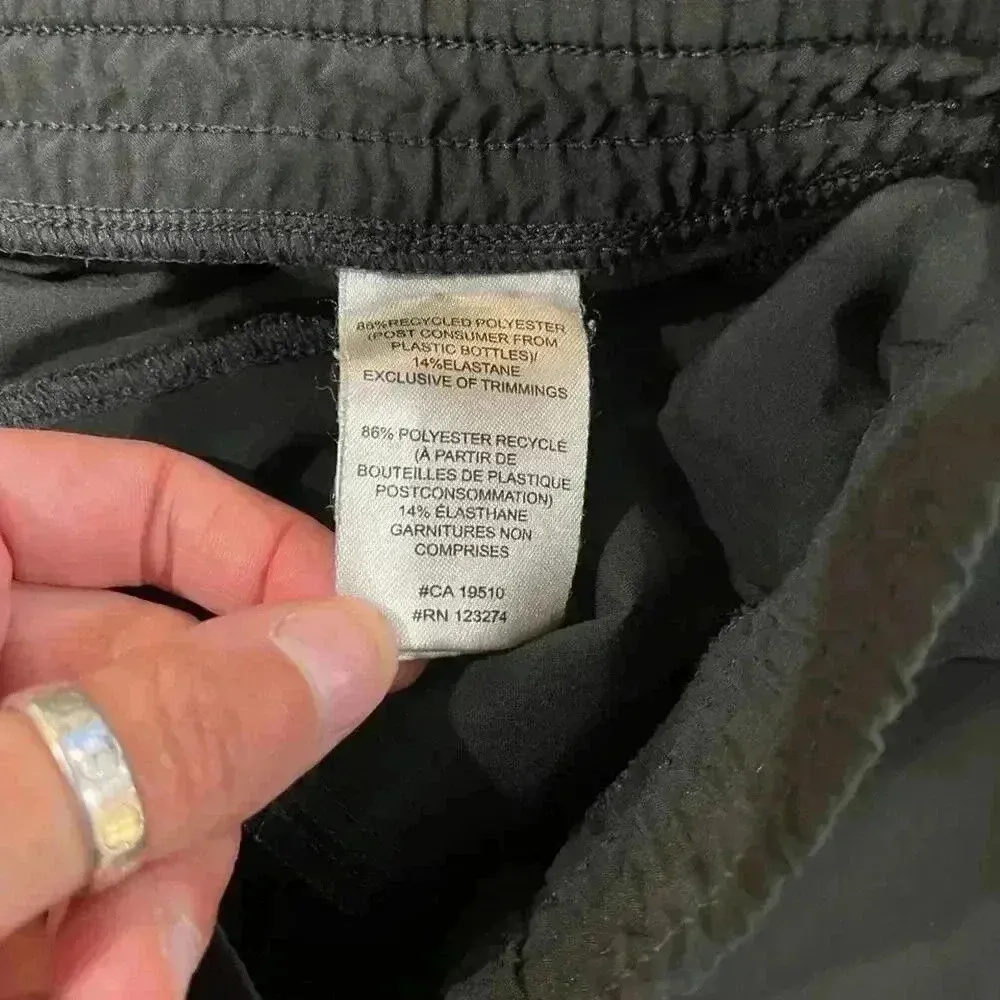 86%RECYCLED POLYESTER
(POST CONSUMER FROM
PLASTIC BOTTLES)/
14%ELASTANE
EXCLUSIVE OF TRIMMINGS
86% POLYESTER RECYCLÉ
(À PARTIR DE
BOUTEILLES DE PLASTIQUE
POSTCONSOMMATION)
14% ÉLASTHANE
GARNITURES NON
COMPRISES
#CA 19510
#RN 123274